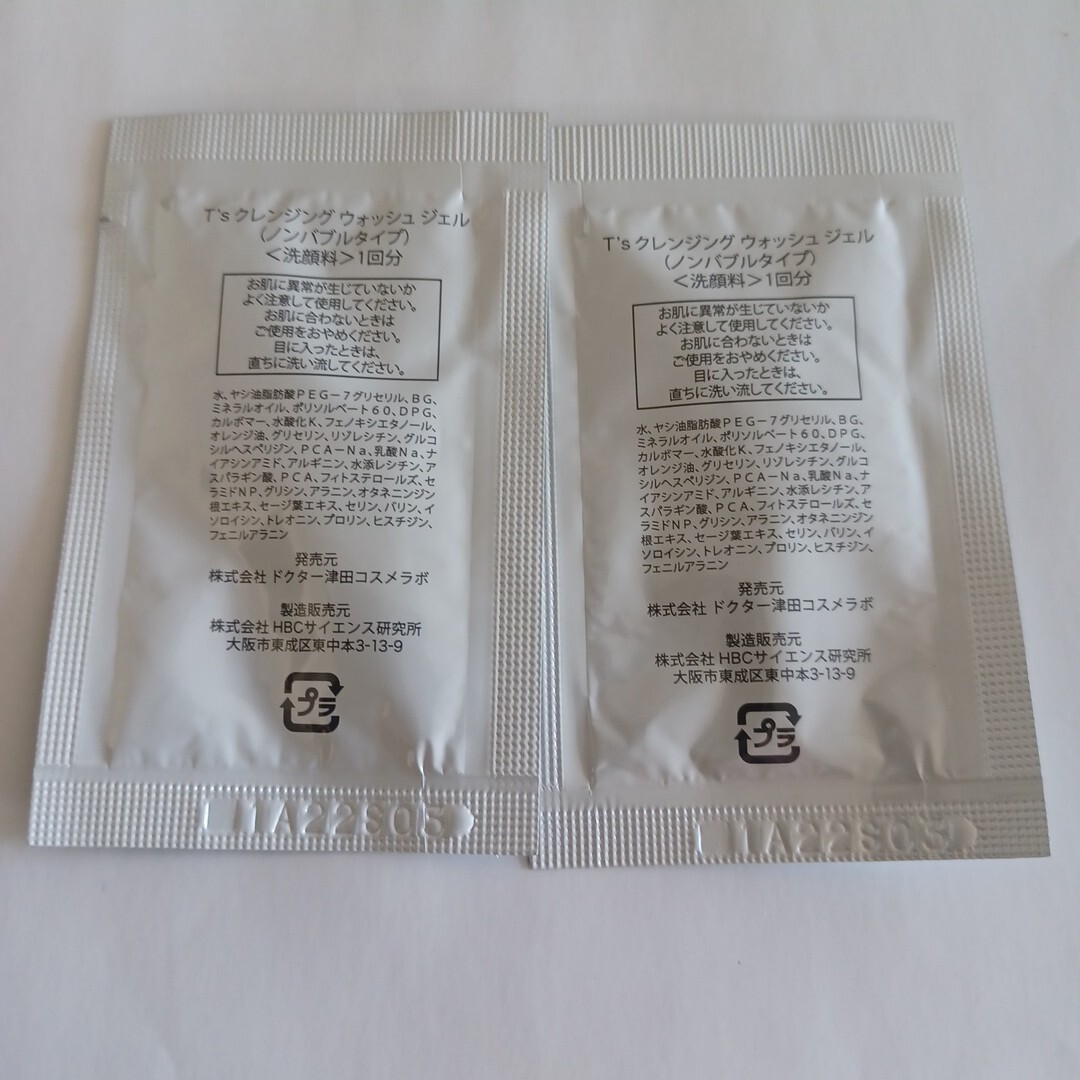 T's クレンジング ウォッシュ ジェル
(ノンバブルタイプ)
＜洗顔料＞1回分
お肌に異常が生じていないか
よく注意して使用してください。
お肌に合わないときは
ご使用をおやめください。
目に入ったときは、
直ちに洗い流してください。
水、ヤシ油脂肪酸ＰＥＧ－７グリセリル、ＢＧ、
ミネラルオイル、ポリソルベート６０、ＤＰＧ、
カルボマー、水酸化Ｋ、フェノキシエタノール、
オレンジ油、グリセリン、リゾレシチン、グルコ
シルヘスペリジン、ＰＣＡ－Ｎａ、乳酸Ｎａ、ナ
イアシンアミド、アルギニン、水添レシチン、ア
スパラギン酸、ＰＣＡ、フィトステロールズ、セ
ラミドＮＰ、グリシン、アラニン、オタネニンジン
根エキス、セージ葉エキス、セリン、バリン、イ
ソロイシン、トレオニン、プロリン、ヒスチジン、
フェニルアラニン
発売元
株式会社 ドクター津田コスメラボ
製造販売元
株式会社 HBCサイエンス研究所
大阪市東成区東中本3-13-9
プラ
1A22S05
T's クレンジング ウォッシュ ジェル
(ノンバブルタイプ)
＜洗顔料＞1回分
お肌に異常が生じていないか
よく注意して使用してください。
お肌に合わないときは
ご使用をおやめください。
目に入ったときは、
直ちに洗い流してください。
水、ヤシ油脂肪酸ＰＥＧ－７グリセリル、ＢＧ、
ミネラルオイル、ポリソルベート６０、ＤＰＧ、
カルボマー、水酸化Ｋ、フェノキシエタノール、
オレンジ油、グリセリン、リゾレシチン、グルコ
シルヘスペリジン、ＰＣＡ－Ｎａ、乳酸Ｎａ、ナ
イアシンアミド、アルギニン、水添レシチン、ア
スパラギン酸、ＰＣＡ、フィトステロールズ、セ
ラミドＮＰ、グリシン、アラニン、オタネニンジン
根エキス、セージ葉エキス、セリン、バリン、イ
ソロイシン、トレオニン、プロリン、ヒスチジン、
フェニルアラニン
発売元
株式会社 ドクター津田コスメラボ
製造販売元
株式会社 HBCサイエンス研究所
大阪市東成区東中本3-13-9
プラ
1A22S05